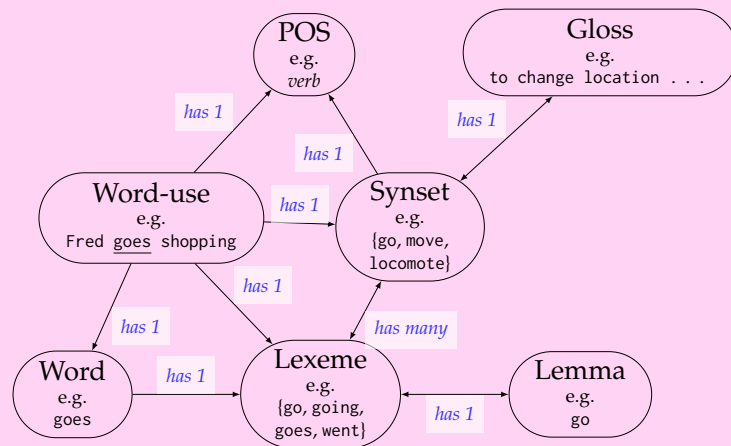 POS
e.g.
verb
Gloss
e.g.
to change location . . .
has 1
has 1
has 1
Word-use
e.g.
Fred goes shopping
has 1
Synset
e.g.
{go, move,
locomote}
has 1
has 1
has many
Word
e.g.
goes
has 1
Lexeme
e.g.
{go, going,
goes, went}
has 1
Lemma
e.g.
go